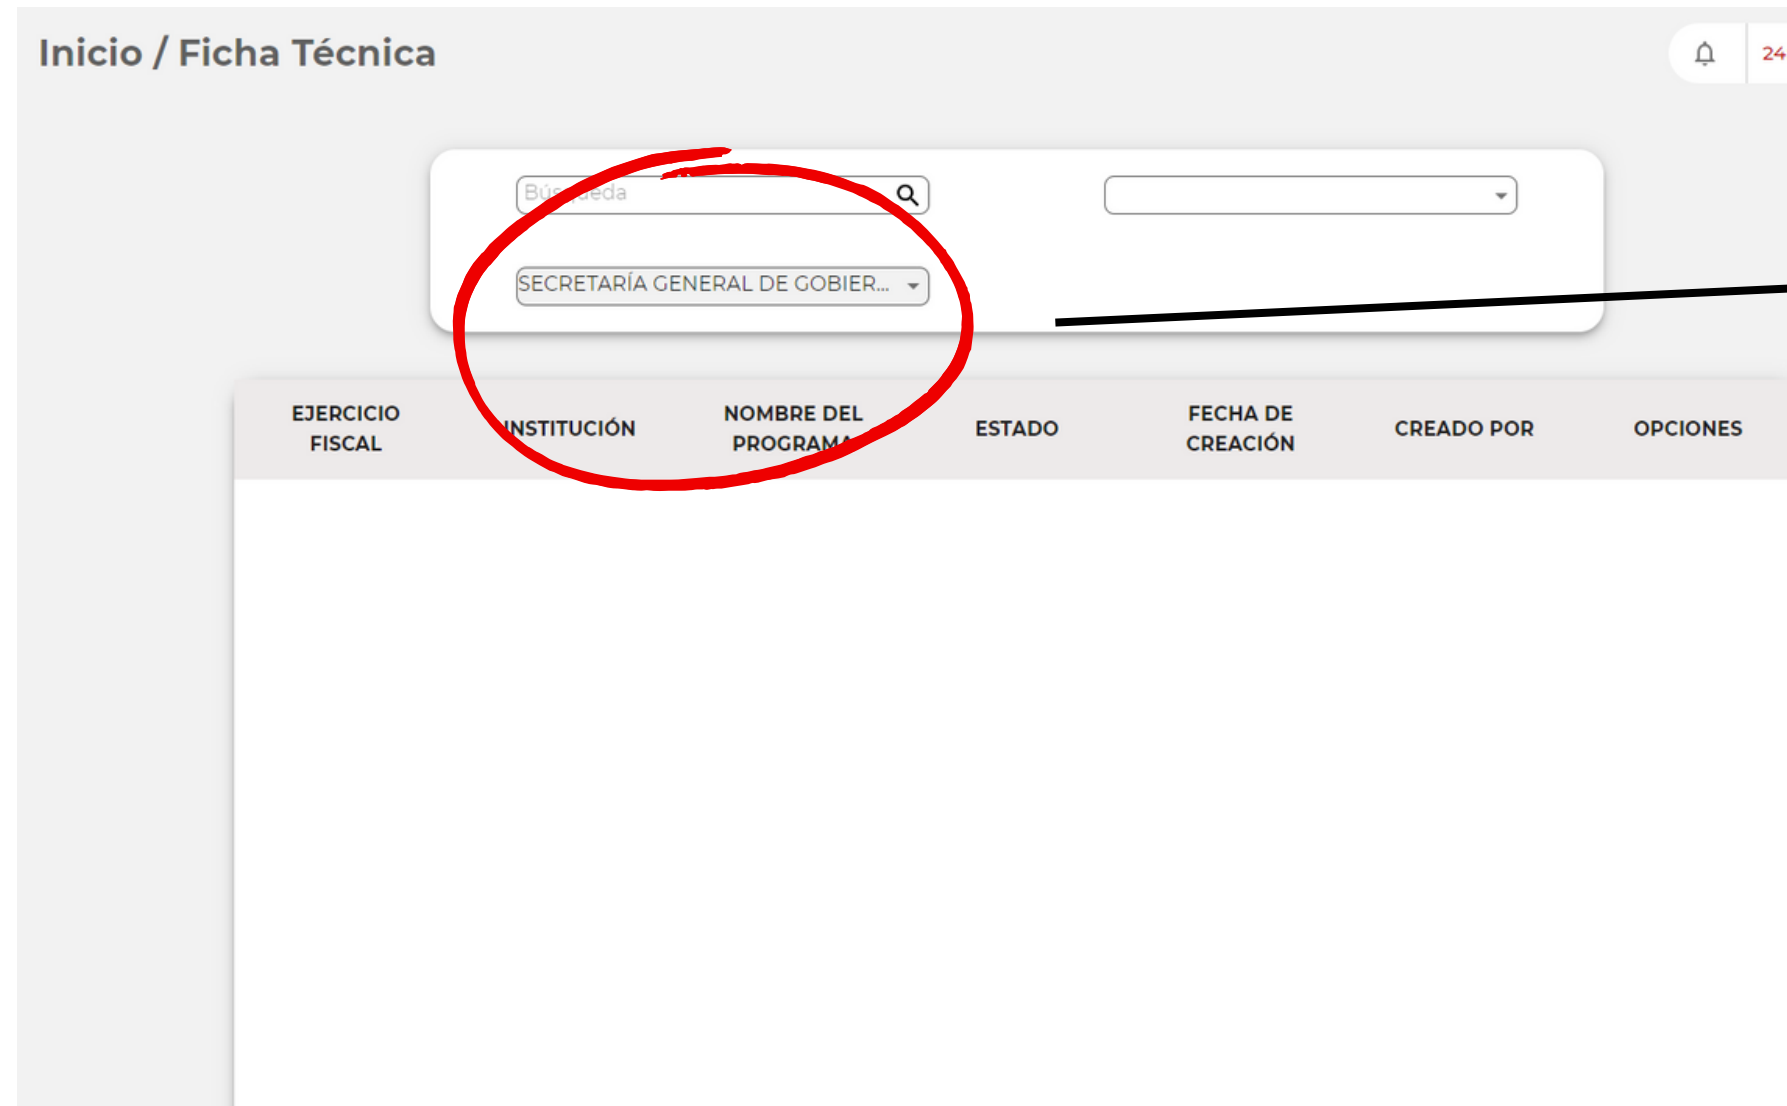 Inicio / Ficha Técnica
24
Búsqueda
SECRETARÍA GENERAL DE GOBIER...
EJERCICIO FISCAL
INSTITUCIÓN
NOMBRE DEL PROGRAMA
ESTADO
FECHA DE CREACIÓN
CREADO POR
OPCIONES